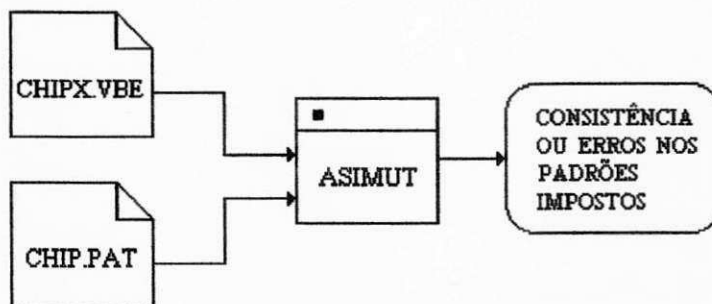 CHIPX.VBE
CHIP.PAT
ASIMUT
CONSISTÊNCIA
OU ERROS NOS
PADRÕES
IMPOSTOS